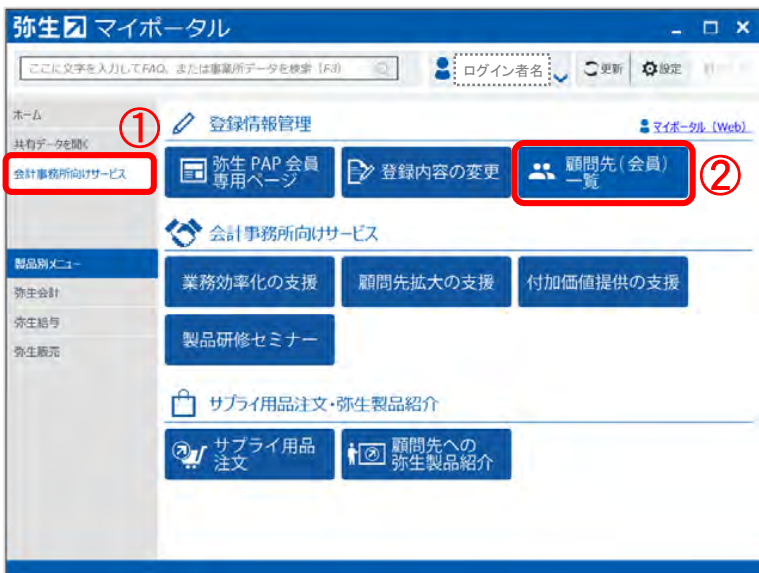 弥生 マイポータル
ここに文字を入力してFAQ、または事業所データを検索 (F3)
ログイン者名
更新
設定
ホーム
共有データを開く
会計事務所向けサービス
①
登録情報管理
マイポータル (Web)
弥生 PAP 会員
専用ページ
登録内容の変更
顧問先(会員)
一覧
②
会計事務所向けサービス
製品別メニュー
弥生会計
弥生給与
弥生販売
業務効率化の支援
顧問先拡大の支援
付加価値提供の支援
製品研修セミナー
サプライ用品注文・弥生製品紹介
サプライ用品
注文
顧問先への
弥生製品紹介